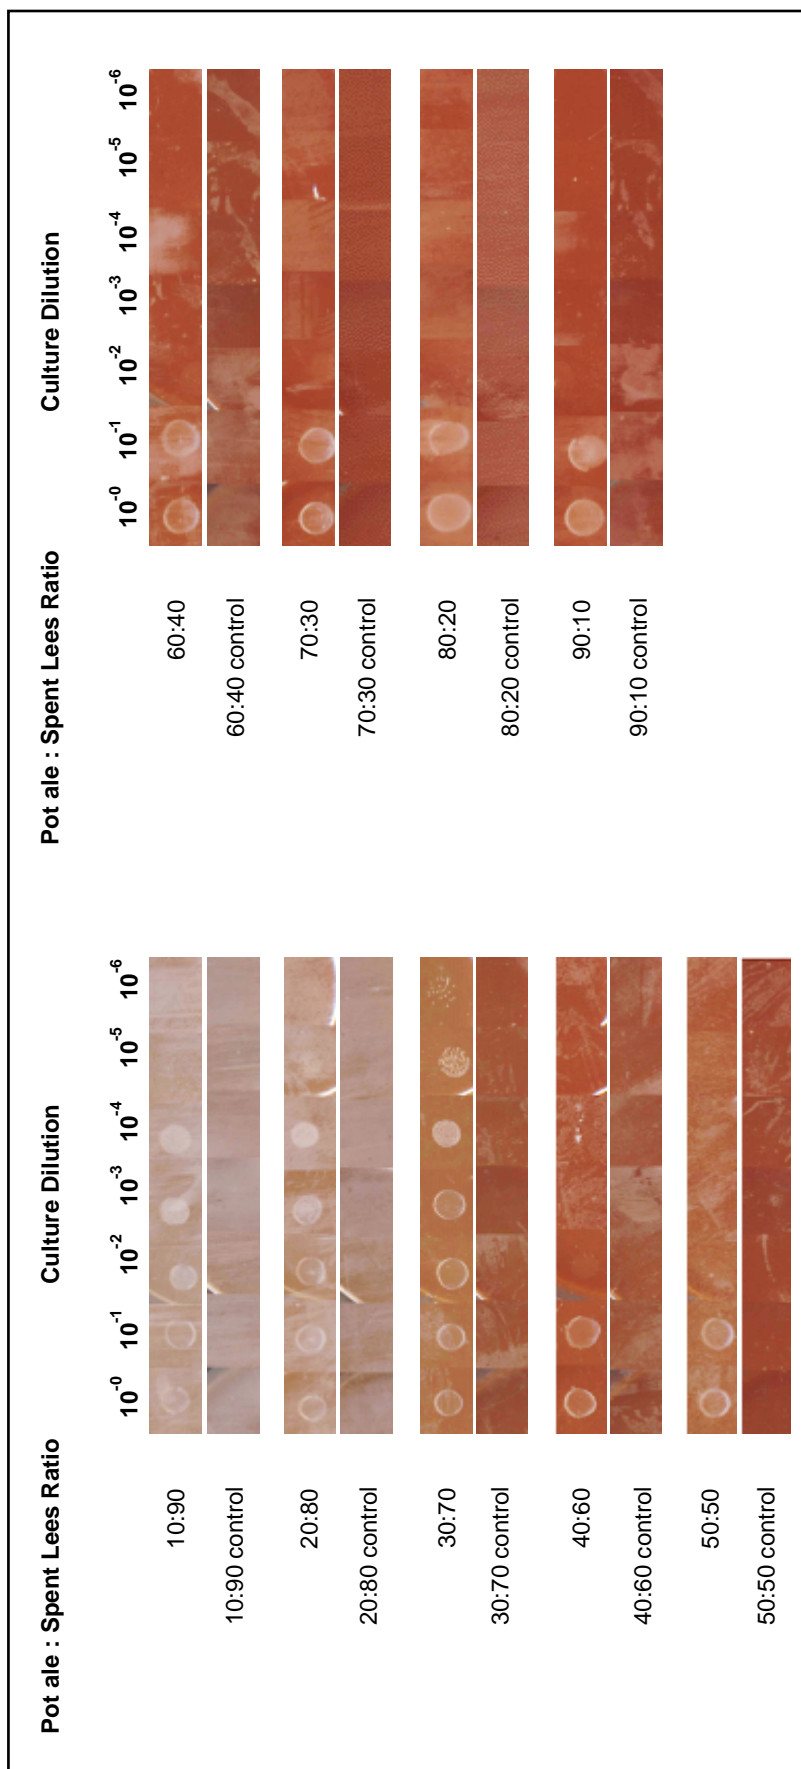 Pot ale : Spent Lees Ratio
Culture Dilution
10-0 10-1 10-2 10-3 10-4 10-5 10-6
10:90
10:90 control
20:80
20:80 control
30:70
30:70 control
40:60
40:60 control
50:50
50:50 control
Pot ale : Spent Lees Ratio
Culture Dilution
10-0 10-1 10-2 10-3 10-4 10-5 10-6
60:40
60:40 control
70:30
70:30 control
80:20
80:20 control
90:10
90:10 control